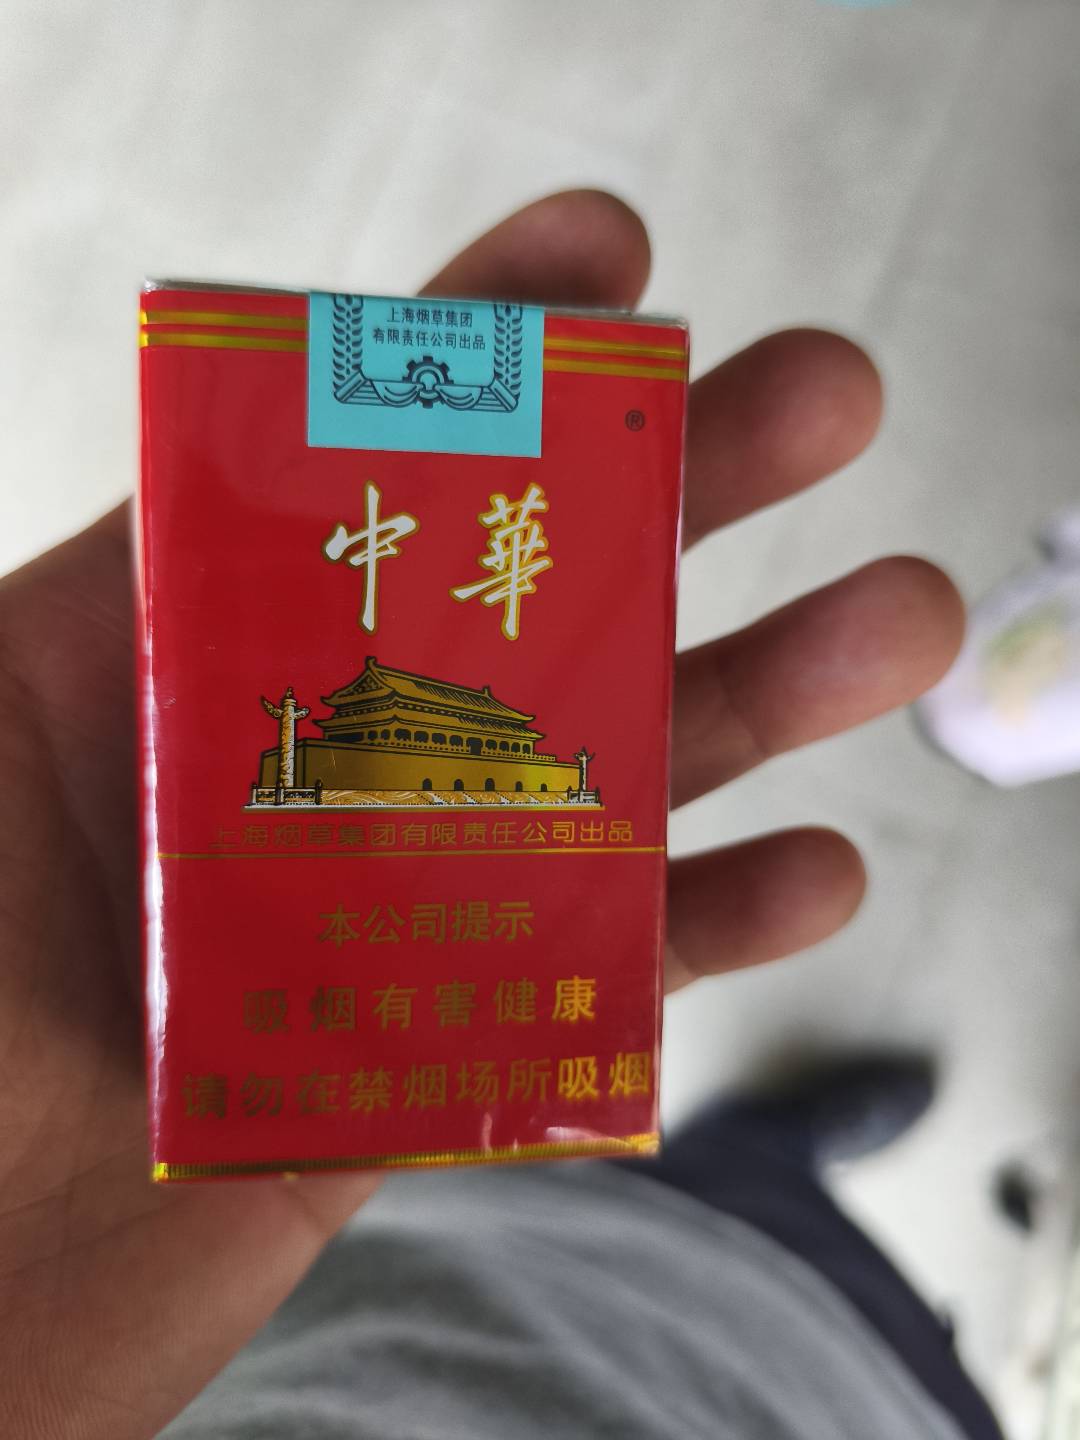 上海烟草集团
有限责任公司出品
®
中華
上海烟草集团有限责任公司出品
本公司提示
吸烟有害健康
请勿在禁烟场所吸烟